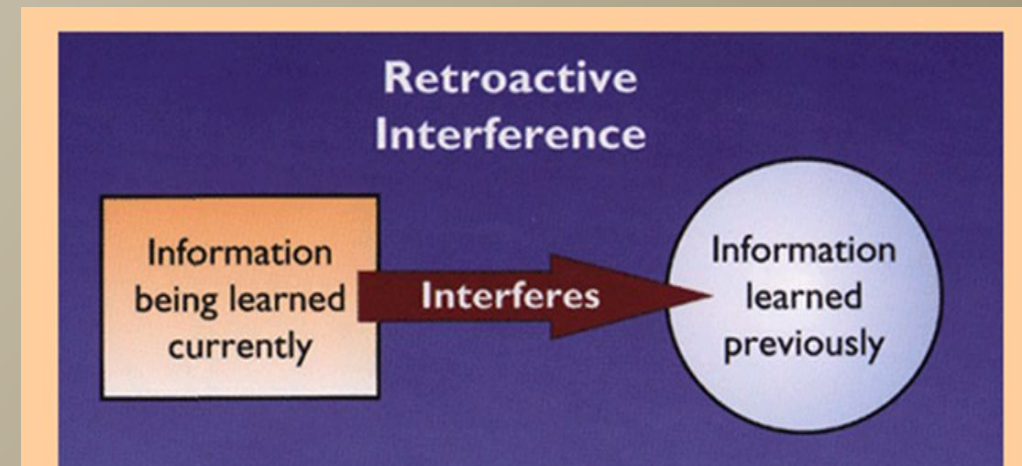 Retroactive
Interference
Information
being learned
currently
Interferes
Information
learned
previously